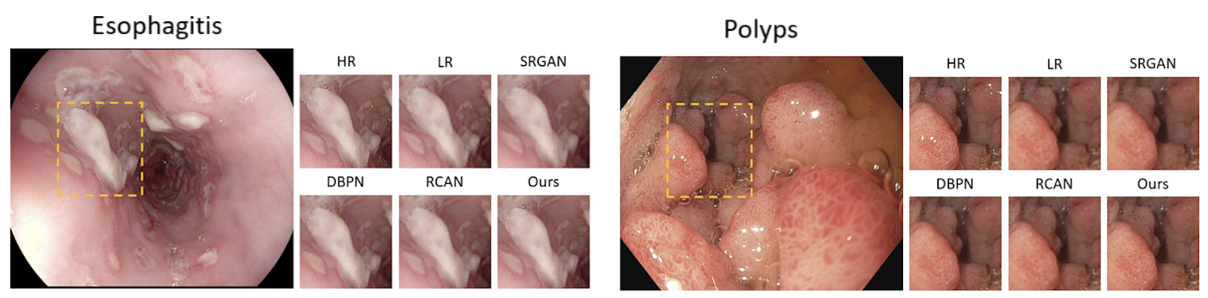 Esophagitis
HR LR SRGAN
DBPN RCAN Ours
Polyps
HR LR SRGAN
DBPN RCAN Ours